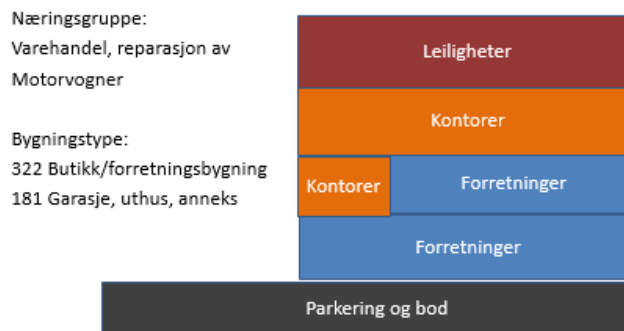 Næringsgruppe:
Varehandel, reparasjon av
Motorvogner
Bygningstype:
322 Butikk/forretningsbygning
181 Garasje, uthus, anneks
Leiligheter
Kontorer
Kontorer
Forretninger
Forretninger
Parkering og bod